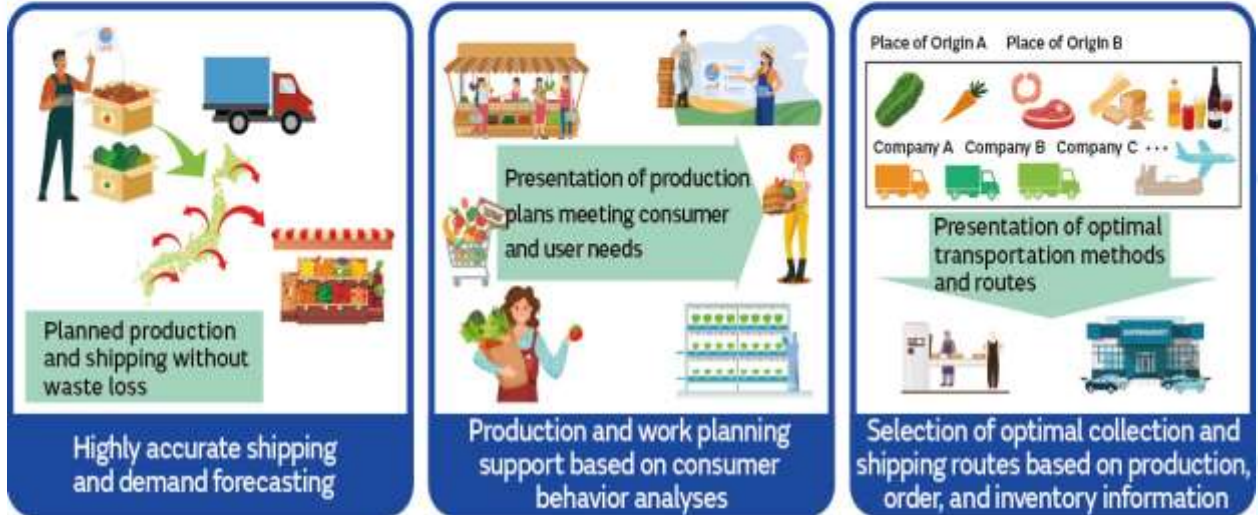 Planned production
and shipping without
waste loss
Highly accurate shipping
and demand forecasting
Presentation of production
plans meeting consumer
and user needs
Production and work planning
support based on consumer
behavior analyses
Place of Origin A Place of Origin B
Company A Company B Company C ···
Presentation of optimal
transportation methods
and routes
Selection of optimal collection and
shipping routes based on production,
order, and inventory information